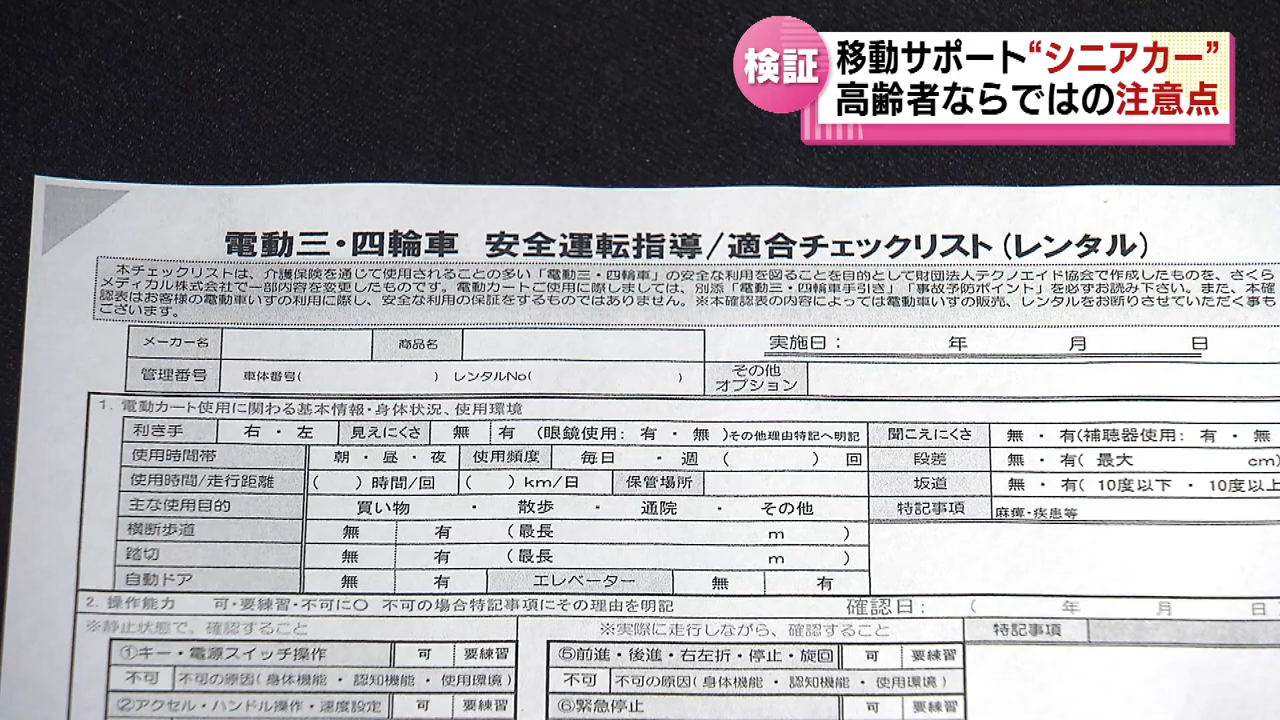 検証
移動サポート“シニアカー”
高齢者ならではの注意点
電動三・四輪車 安全運転指導/適合チェックリスト(レンタル)
本チェックリストは、介護保険を通じて使用されることの多い「電動三・四輪車」の安全な利用を図ることを目的として財団法人テクノエイド協会で作成したものを、さくら
メディカル株式会社で一部内容を変更したものです。電動カートご使用に際しましては、別添「電動三・四輪車手引き」「事故予防ポイント」を必ずお読み下さい。また、本確
認表はお客様の電動車いすの利用に際し、安全な利用の保証をするものではありません。※本確認表の内容によっては電動車いすの販売、レンタルをお断りさせていただく事も
ございます。
メーカー名 商品名 実施日: 年 月 日
管理番号 車体番号( ) レンタルNo( ) その他
オプション
1. 電動カート使用に関わる基本情報・身体状況、使用環境
利き手 右 ・ 左 見えにくさ 無 有 (眼鏡使用: 有 ・ 無 )その他理由特記へ明記 聞こえにくさ 無 ・ 有(補聴器使用: 有 ・ 無
使用時間帯 朝 ・ 昼 ・ 夜 使用頻度 毎日 ・ 週 ( ) 回 段差 無 ・ 有( 最大 cm)
使用時間/走行距離 ( ) 時間/回 ( ) km/日 保管場所 坂道 無 ・ 有( 10度以下 ・ 10度以上
主な使用目的 買い物 ・ 散歩 ・ 通院 ・ その他 特記事項 麻痺・疾患等
横断歩道 無 有 (最長 m )
踏切 無 有 (最長 m )
自動ドア 無 有 エレベーター 無 有
2. 操作能力 可・要練習・不可に○ 不可の場合特記事項にその理由を明記 確認日: ( 年 月 日
※静止状態で、確認すること ※実際に走行しながら、確認すること 特記事項
①キー・電源スイッチ操作 可 要練習 ⑤前進・後進・右左折・停止・旋回 可 要練習
不可 不可の原因(身体機能 ・ 認知機能 ・ 使用環境) 不可 不可の原因(身体機能 ・ 認知機能 ・ 使用環境)
②アクセル・ハンドル操作・速度設定 可 要練習 ⑥緊急停止 可 要練習